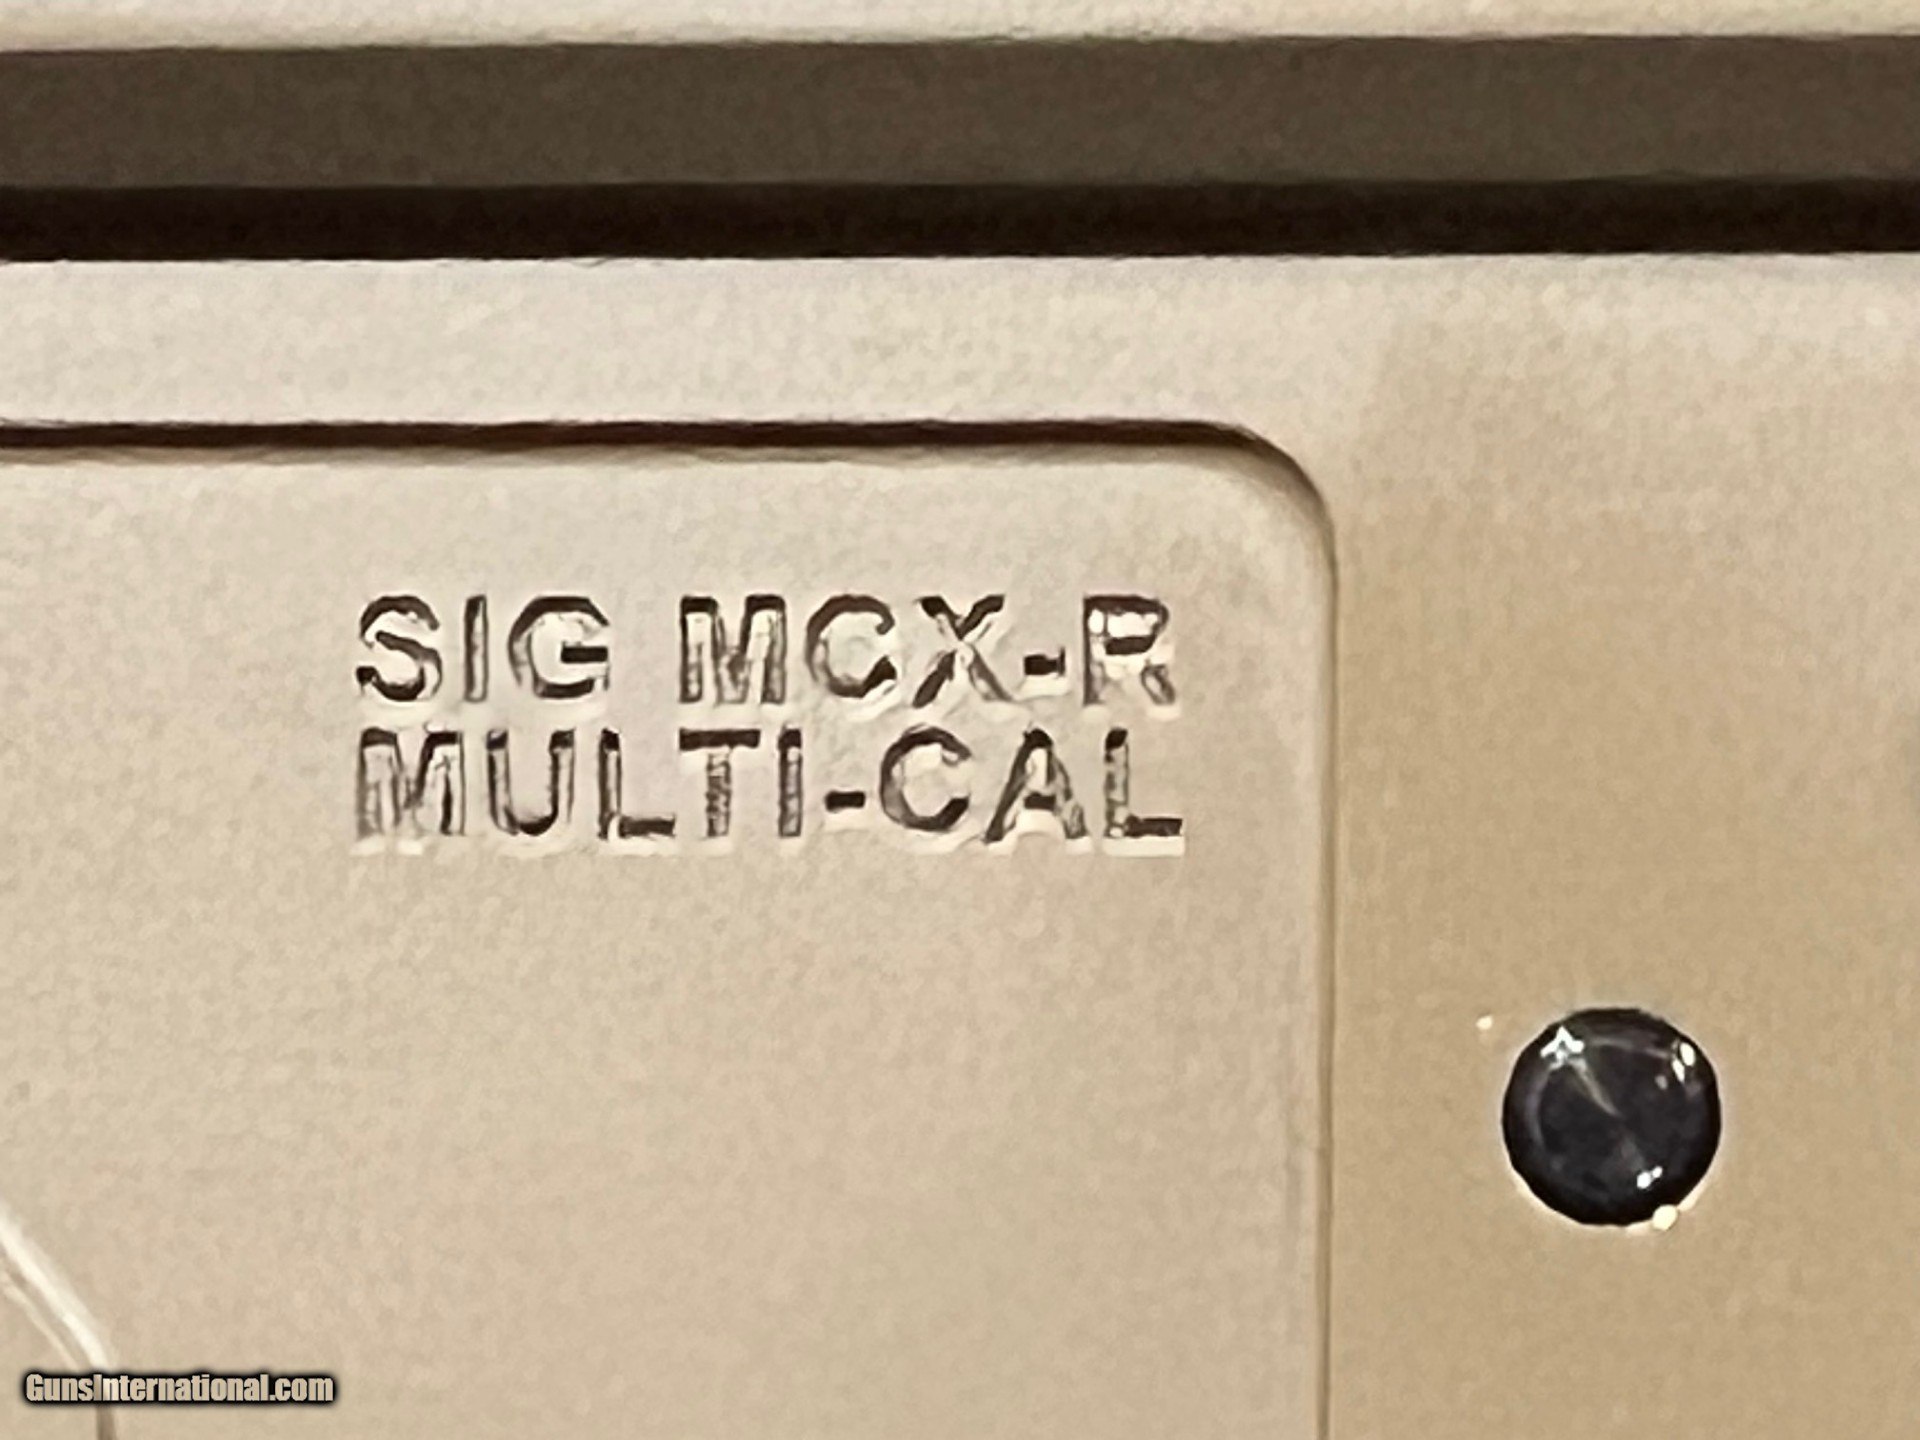 SIG MCX-R
MULTI-CAL
GunsInternational.com